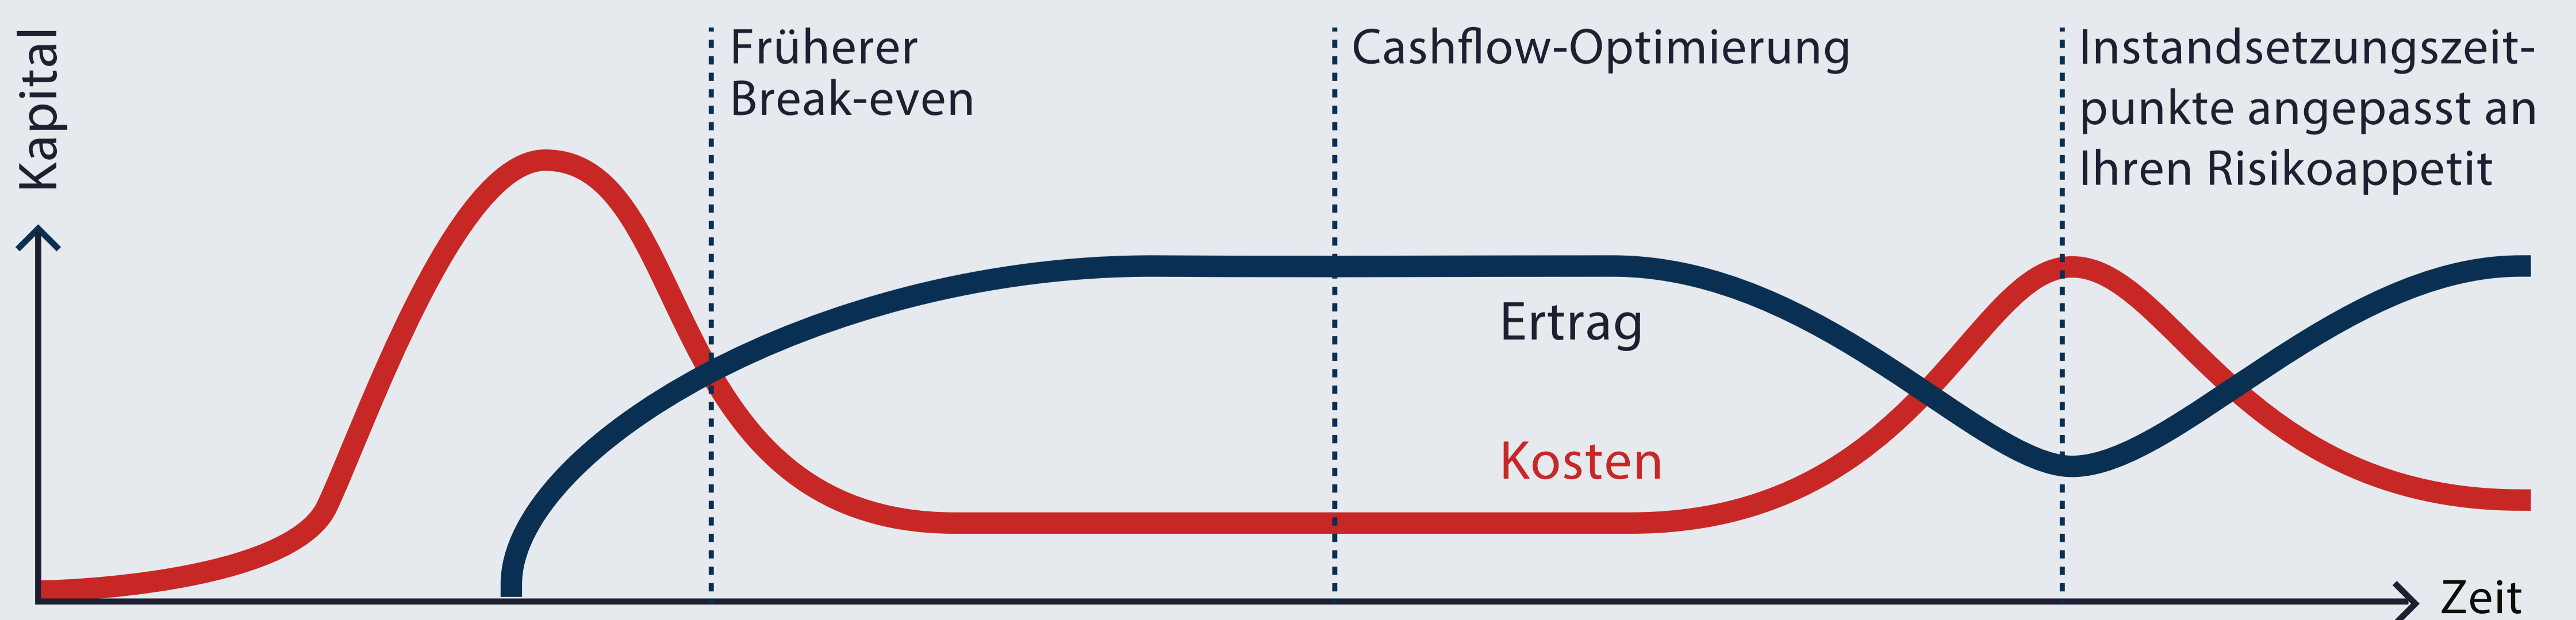 Kapital
Früherer
Break-even
Cashflow-Optimierung
Instandsetzungszeit-
punkte angepasst an
Ihren Risikoappetit
Ertrag
Kosten
Zeit